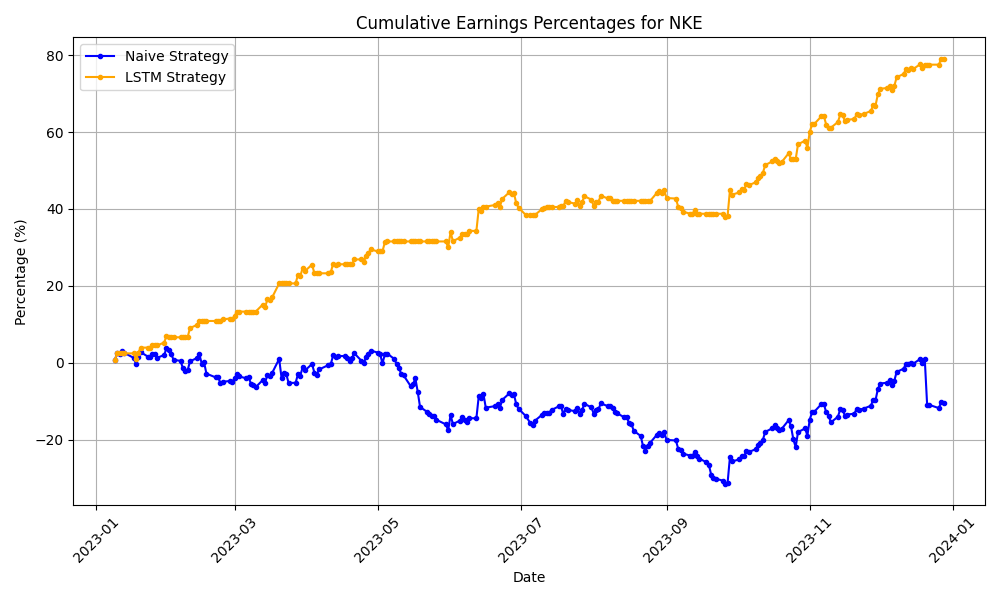 Cumulative Earnings Percentages for NKE
Naive Strategy
LSTM Strategy
Percentage (%)
80
60
40
20
0
−20
2023-01
2023-03
2023-05
2023-07
2023-09
2023-11
2024-01
Date